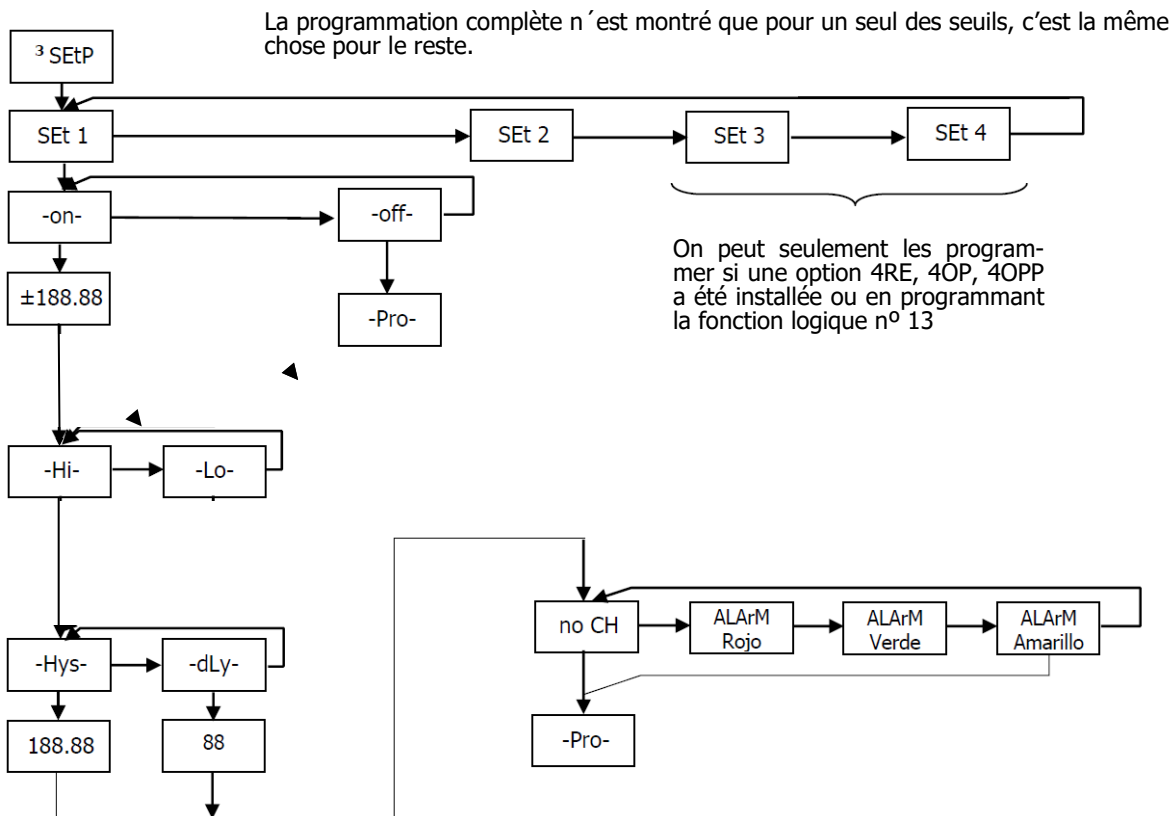 La programmation complète n´est montré que pour un seul des seuils, c'est la même
chose pour le reste.
³ SEtP
SEt 1
SEt 2
SEt 3
SEt 4
-on-
-off-
±188.88
-Pro-
On peut seulement les program-
mer si une option 4RE, 4OP, 4OPP
a été installée ou en programmant
la fonction logique nº 13
-Hi-
-Lo-
no CH
ALArM
Rojo
ALArM
Verde
ALArM
Amarillo
-Hys-
-dLy-
188.88
88
-Pro-